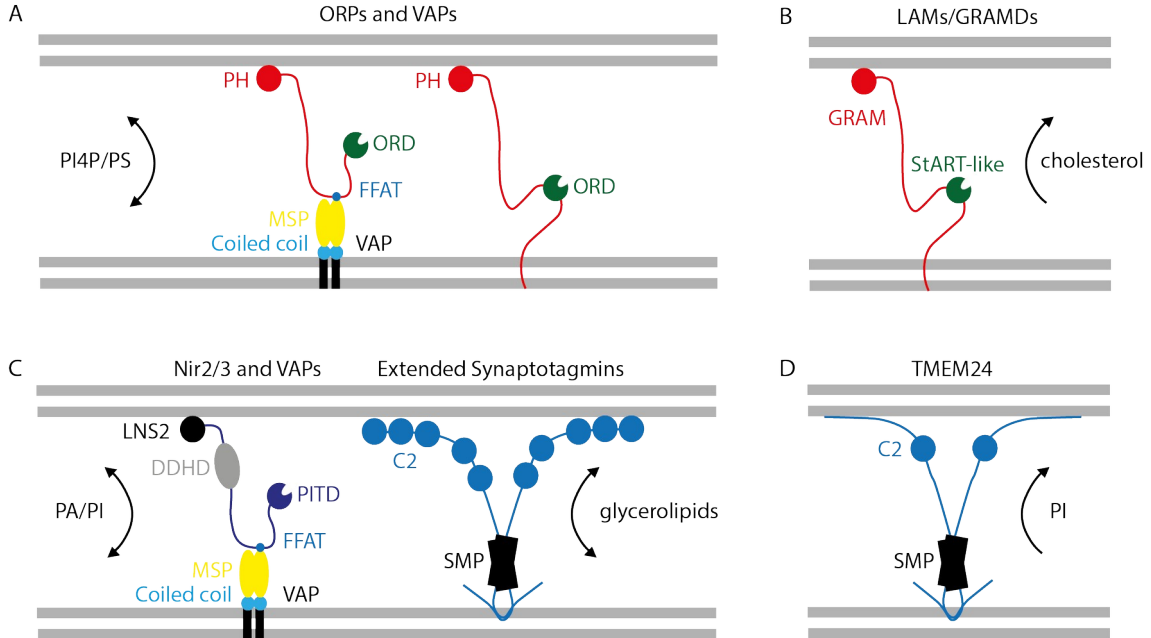 A
ORPs and VAPs
PH
PH
PI4P/PS
ORD
FFAT
ORD
MSP
Coiled coil
VAP
B
LAMs/GRAMDs
GRAM
StART-like
cholesterol
C
Nir2/3 and VAPs
Extended Synaptotagmins
LNS2
DDHD
C2
PITD
PA/PI
glycerolipids
FFAT
SMP
MSP
Coiled coil
VAP
D
TMEM24
C2
PI
SMP